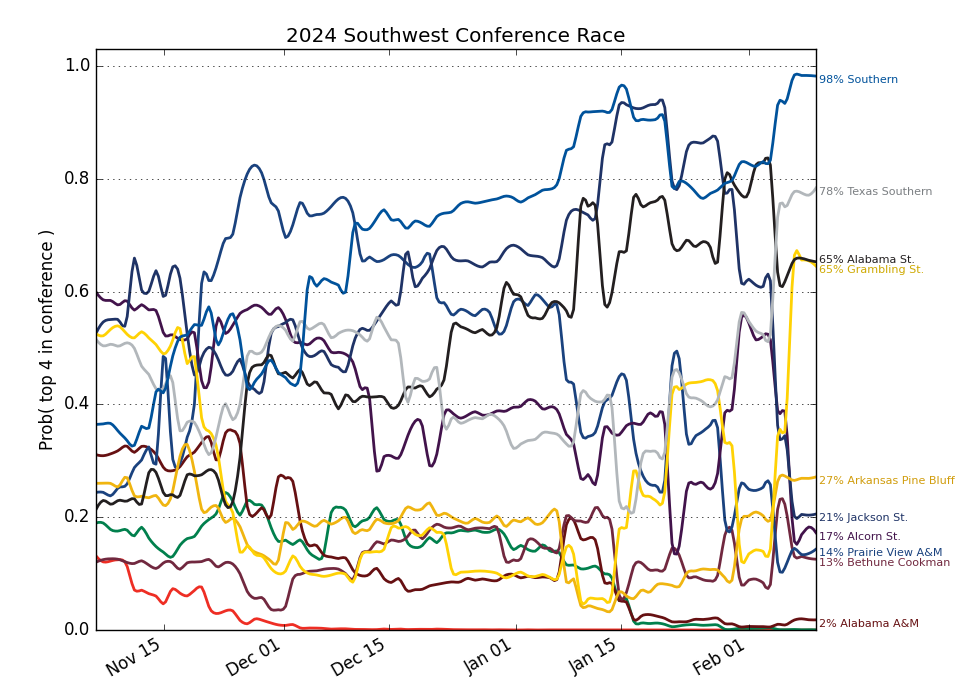 2024 Southwest Conference Race
Prob( top 4 in conference )
1.0
0.8
0.6
0.4
0.2
0.0
Nov 15
Dec 01
Dec 15
Jan 01
Jan 15
Feb 01
98% Southern
78% Texas Southern
65% Alabama St.
65% Grambling St.
27% Arkansas Pine Bluff
21% Jackson St.
17% Alcorn St.
14% Prairie View A&M
13% Bethune Cookman
2% Alabama A&M